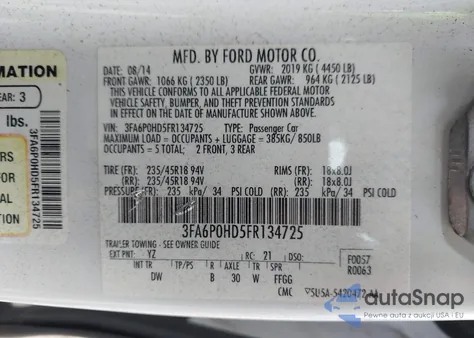 MFD. BY FORD MOTOR CO.
DATE: 08/14 GVWR: 2019 KG ( 4450 LB)
FRONT GAWR: 1066 KG ( 2350 LB) REAR GAWR: 964 KG ( 2125 LB)
THIS VEHICLE CONFORMS TO ALL APPLICABLE FEDERAL MOTOR
VEHICLE SAFETY, BUMPER, AND THEFT PREVENTION STANDARDS
IN EFFECT ON THE DATE OF MANUFACTURE SHOWN ABOVE.
VIN: 3FA6P0HD5FR134725 TYPE: Passenger Car
MAXIMUM LOAD = OCCUPANTS + LUGGAGE = 385KG/ 850LB
OCCUPANTS = 5 TOTAL: 2 FRONT, 3 REAR
TIRE (FR): 235/45R18 94V RIMS (FR): 18x8.0J
(RR): 235/45R18 94V (RR): 18x8.0J
PRESSURE(FR): 235 kPa/ 34 PSI COLD (RR): 235 kPa/ 34 PSI COLD
3FA6P0HD5FR134725
TRAILER TOWING - SEE OWNER GUIDE
EXT PNT: YZ RC: 21 DSO: F0057
R0063
INT TR TP/PS R AXLE TR SPR
DW B 30 W FFGG
CMC
MATION
EAR: 3
lbs.
ERS
3FA6P0HD5FR134725
autoSnap
Pewne auta z aukcji w USA i Kanadzie